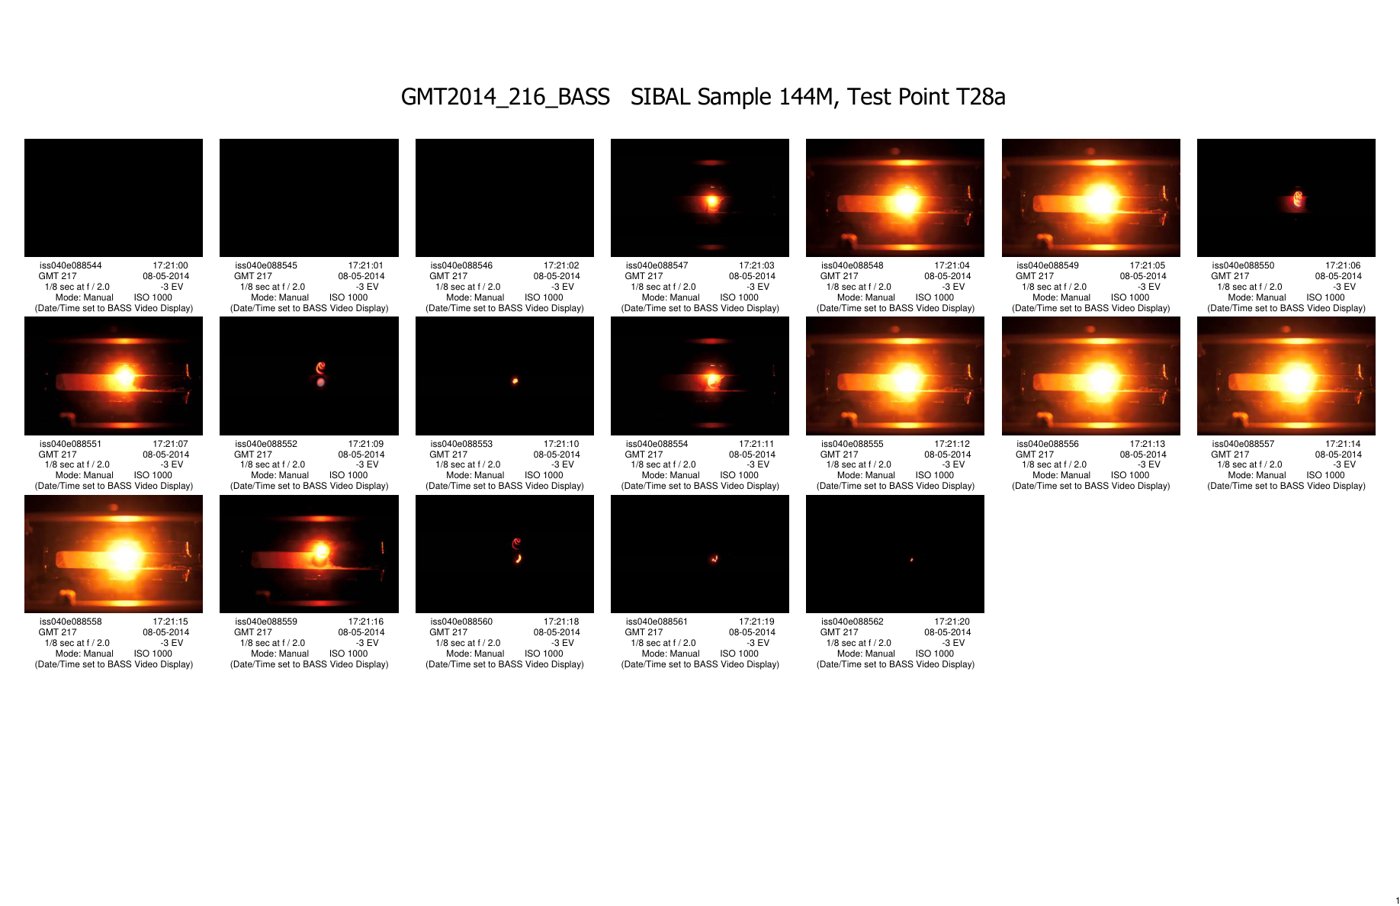 GMT2014_216_BASS   SIBAL Sample 144M, Test Point T28a
iss040e088544 17:21:00
GMT 217 08-05-2014
1/8 sec at f / 2.0 -3 EV
Mode: Manual ISO 1000
(Date/Time set to BASS Video Display)
iss040e088545 17:21:01
GMT 217 08-05-2014
1/8 sec at f / 2.0 -3 EV
Mode: Manual ISO 1000
(Date/Time set to BASS Video Display)
iss040e088546 17:21:02
GMT 217 08-05-2014
1/8 sec at f / 2.0 -3 EV
Mode: Manual ISO 1000
(Date/Time set to BASS Video Display)
iss040e088547 17:21:03
GMT 217 08-05-2014
1/8 sec at f / 2.0 -3 EV
Mode: Manual ISO 1000
(Date/Time set to BASS Video Display)
iss040e088548 17:21:04
GMT 217 08-05-2014
1/8 sec at f / 2.0 -3 EV
Mode: Manual ISO 1000
(Date/Time set to BASS Video Display)
iss040e088549 17:21:05
GMT 217 08-05-2014
1/8 sec at f / 2.0 -3 EV
Mode: Manual ISO 1000
(Date/Time set to BASS Video Display)
iss040e088550 17:21:06
GMT 217 08-05-2014
1/8 sec at f / 2.0 -3 EV
Mode: Manual ISO 1000
(Date/Time set to BASS Video Display)
iss040e088551 17:21:07
GMT 217 08-05-2014
1/8 sec at f / 2.0 -3 EV
Mode: Manual ISO 1000
(Date/Time set to BASS Video Display)
iss040e088552 17:21:09
GMT 217 08-05-2014
1/8 sec at f / 2.0 -3 EV
Mode: Manual ISO 1000
(Date/Time set to BASS Video Display)
iss040e088553 17:21:10
GMT 217 08-05-2014
1/8 sec at f / 2.0 -3 EV
Mode: Manual ISO 1000
(Date/Time set to BASS Video Display)
iss040e088554 17:21:11
GMT 217 08-05-2014
1/8 sec at f / 2.0 -3 EV
Mode: Manual ISO 1000
(Date/Time set to BASS Video Display)
iss040e088555 17:21:12
GMT 217 08-05-2014
1/8 sec at f / 2.0 -3 EV
Mode: Manual ISO 1000
(Date/Time set to BASS Video Display)
iss040e088556 17:21:13
GMT 217 08-05-2014
1/8 sec at f / 2.0 -3 EV
Mode: Manual ISO 1000
(Date/Time set to BASS Video Display)
iss040e088557 17:21:14
GMT 217 08-05-2014
1/8 sec at f / 2.0 -3 EV
Mode: Manual ISO 1000
(Date/Time set to BASS Video Display)
iss040e088558 17:21:15
GMT 217 08-05-2014
1/8 sec at f / 2.0 -3 EV
Mode: Manual ISO 1000
(Date/Time set to BASS Video Display)
iss040e088559 17:21:16
GMT 217 08-05-2014
1/8 sec at f / 2.0 -3 EV
Mode: Manual ISO 1000
(Date/Time set to BASS Video Display)
iss040e088560 17:21:18
GMT 217 08-05-2014
1/8 sec at f / 2.0 -3 EV
Mode: Manual ISO 1000
(Date/Time set to BASS Video Display)
iss040e088561 17:21:19
GMT 217 08-05-2014
1/8 sec at f / 2.0 -3 EV
Mode: Manual ISO 1000
(Date/Time set to BASS Video Display)
iss040e088562 17:21:20
GMT 217 08-05-2014
1/8 sec at f / 2.0 -3 EV
Mode: Manual ISO 1000
(Date/Time set to BASS Video Display)